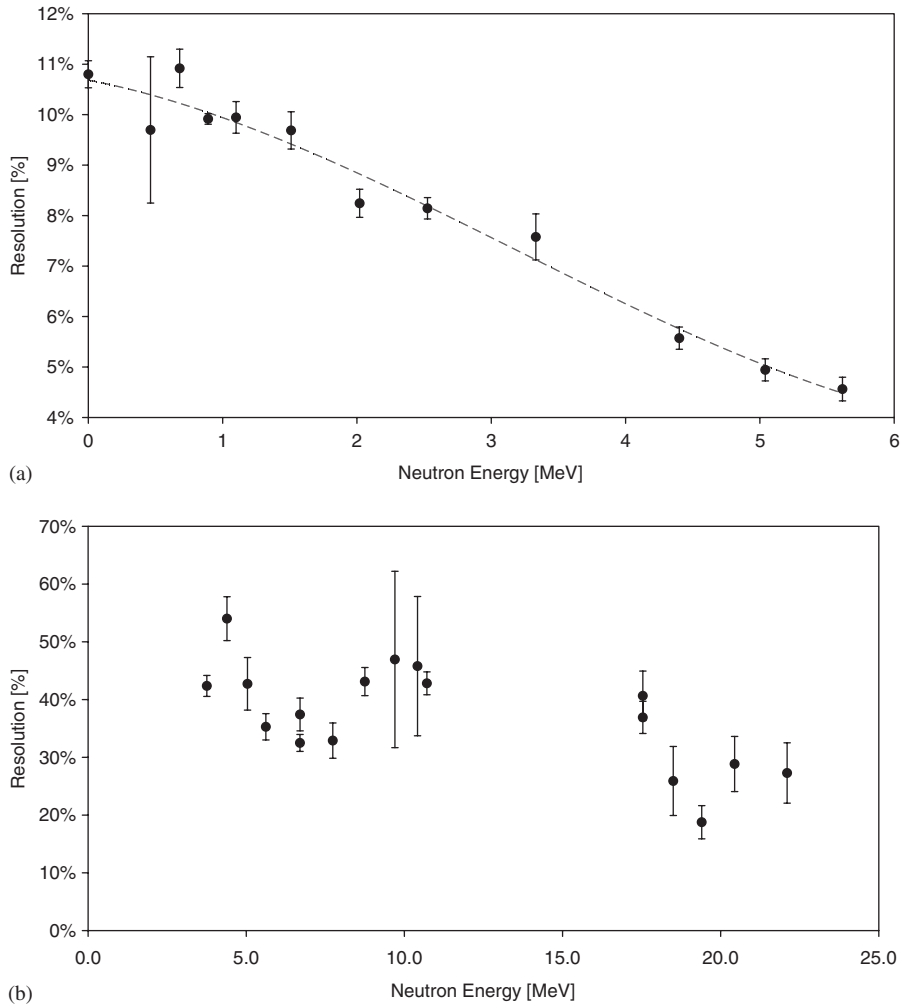 12%
11%
10%
9%
8%
7%
6%
5%
4%
Resolution [%]
0 1 2 3 4 5 6
Neutron Energy [MeV]
(a)
70%
60%
50%
40%
30%
20%
10%
0%
Resolution [%]
0.0 5.0 10.0 15.0 20.0 25.0
Neutron Energy [MeV]
(b)